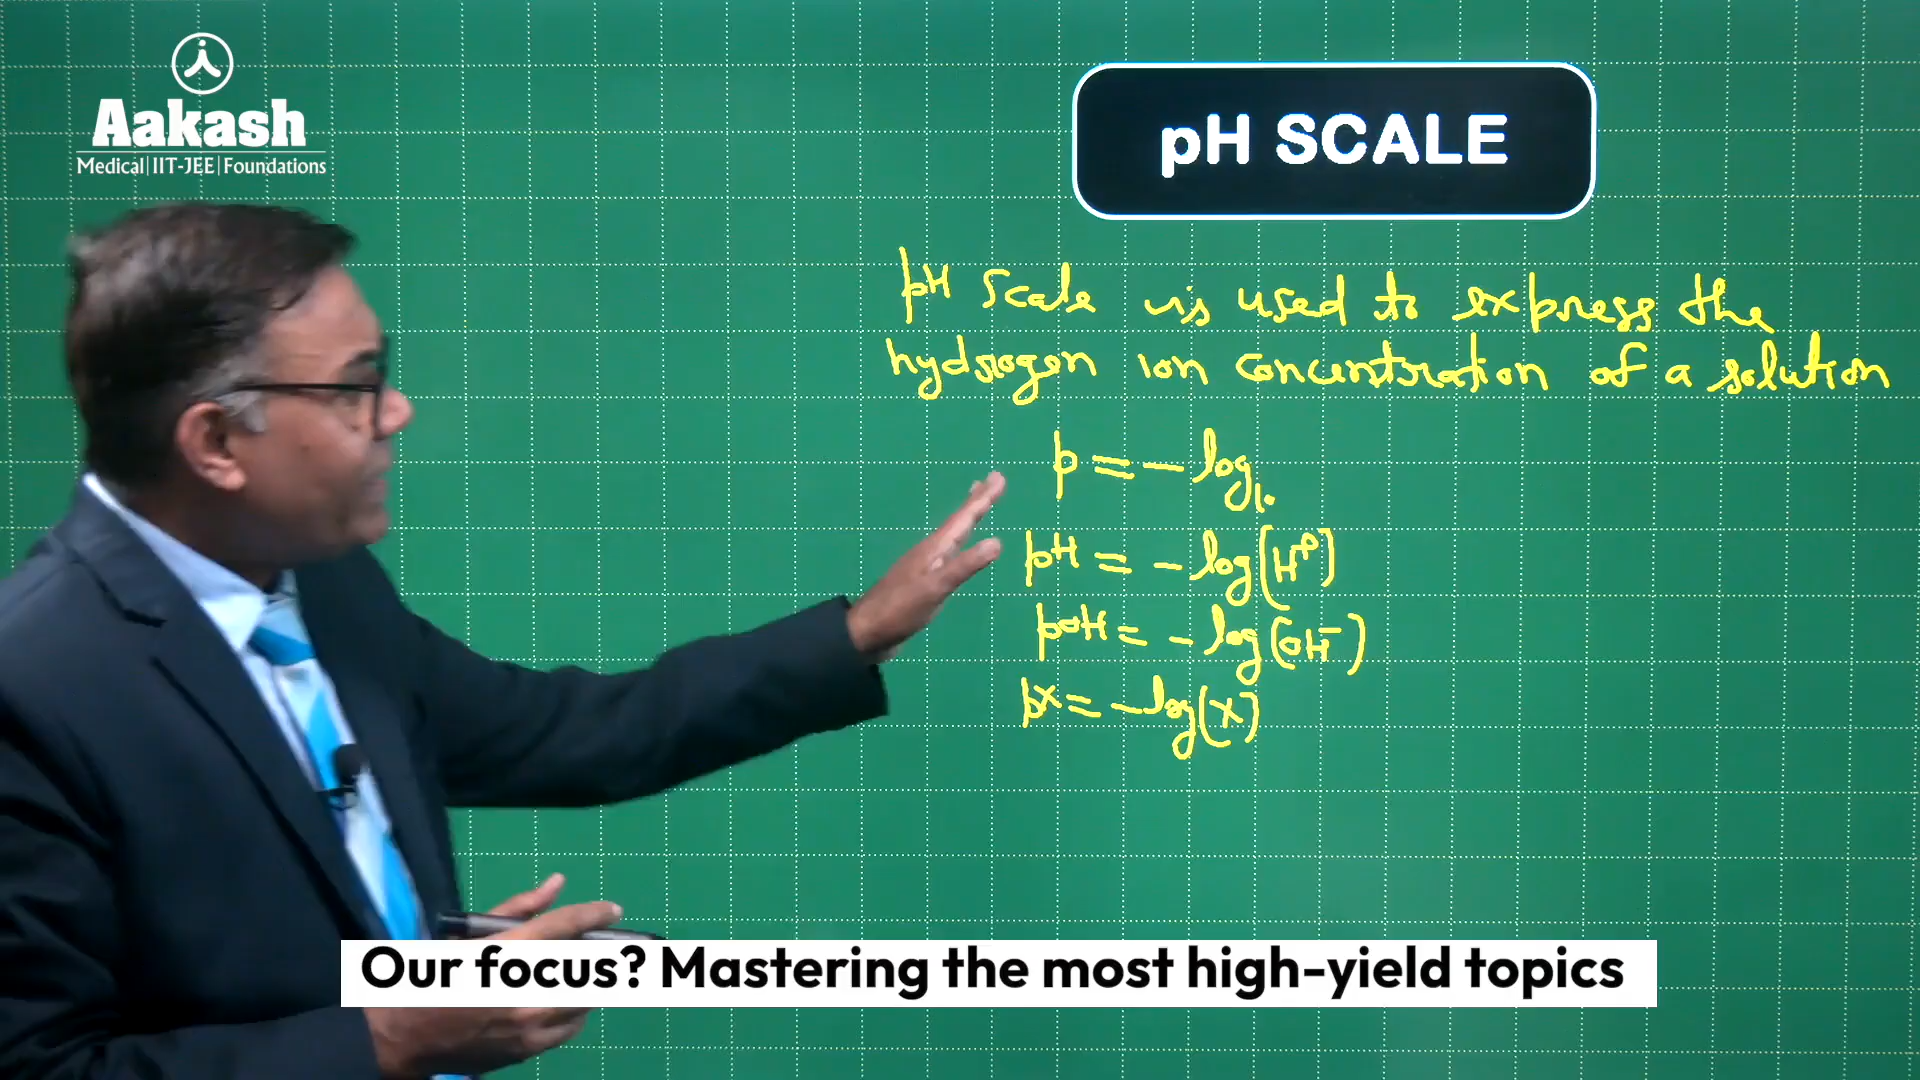 Aakash
Medical|IIT-JEE|Foundations
pH SCALE
pH scale is used to express the
hydrogen ion concentration of a solution
p = - log₁₀
pH = - log[H⊕]
pOH = - log[OH⁻]
pX = - log[X]
Our focus? Mastering the most high-yield topics